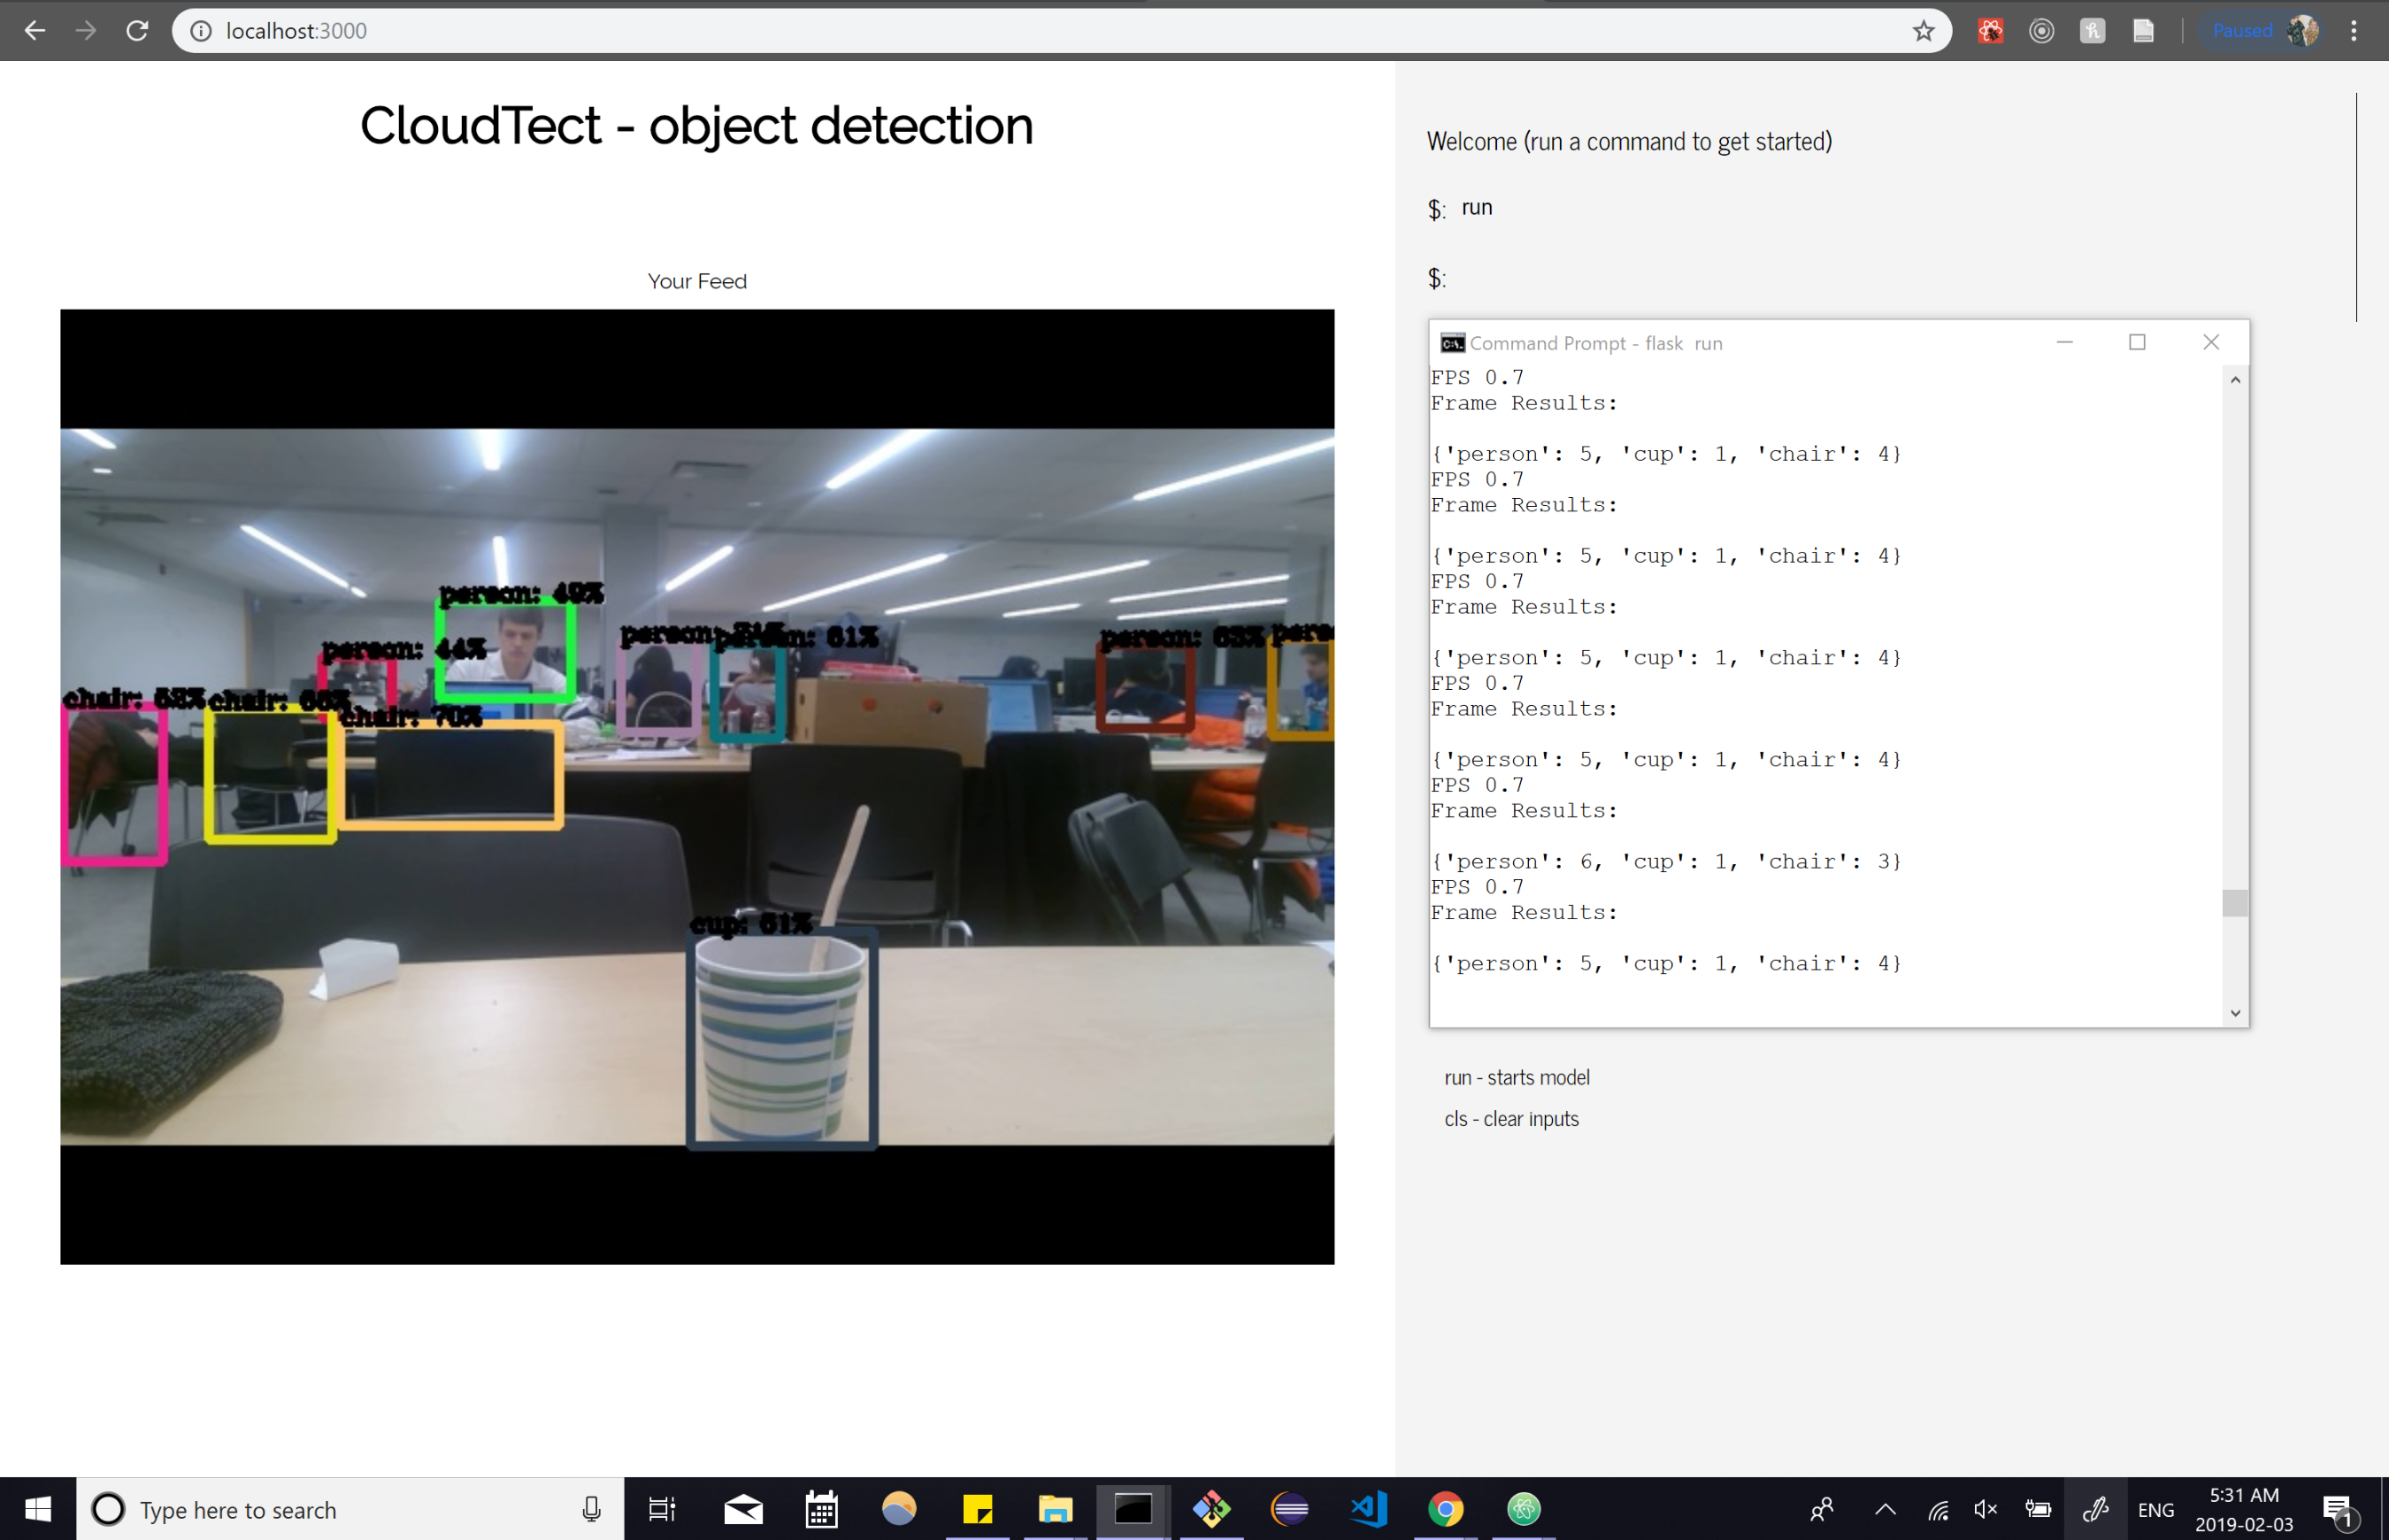 localhost:3000
Paused
CloudTect - object detection
Your Feed
person: 49%
person: 44%
person:
person: 61%
person: 63%
perso
chair: 68%
chair: 60%
chair: 70%
cup: 61%
Welcome (run a command to get started)
$: run
$:
Command Prompt - flask run
FPS 0.7
Frame Results:
{'person': 5, 'cup': 1, 'chair': 4}
FPS 0.7
Frame Results:
{'person': 5, 'cup': 1, 'chair': 4}
FPS 0.7
Frame Results:
{'person': 5, 'cup': 1, 'chair': 4}
FPS 0.7
Frame Results:
{'person': 5, 'cup': 1, 'chair': 4}
FPS 0.7
Frame Results:
{'person': 6, 'cup': 1, 'chair': 3}
FPS 0.7
Frame Results:
{'person': 5, 'cup': 1, 'chair': 4}
run - starts model
cls - clear inputs
Type here to search
ENG
5:31 AM
2019-02-03
1